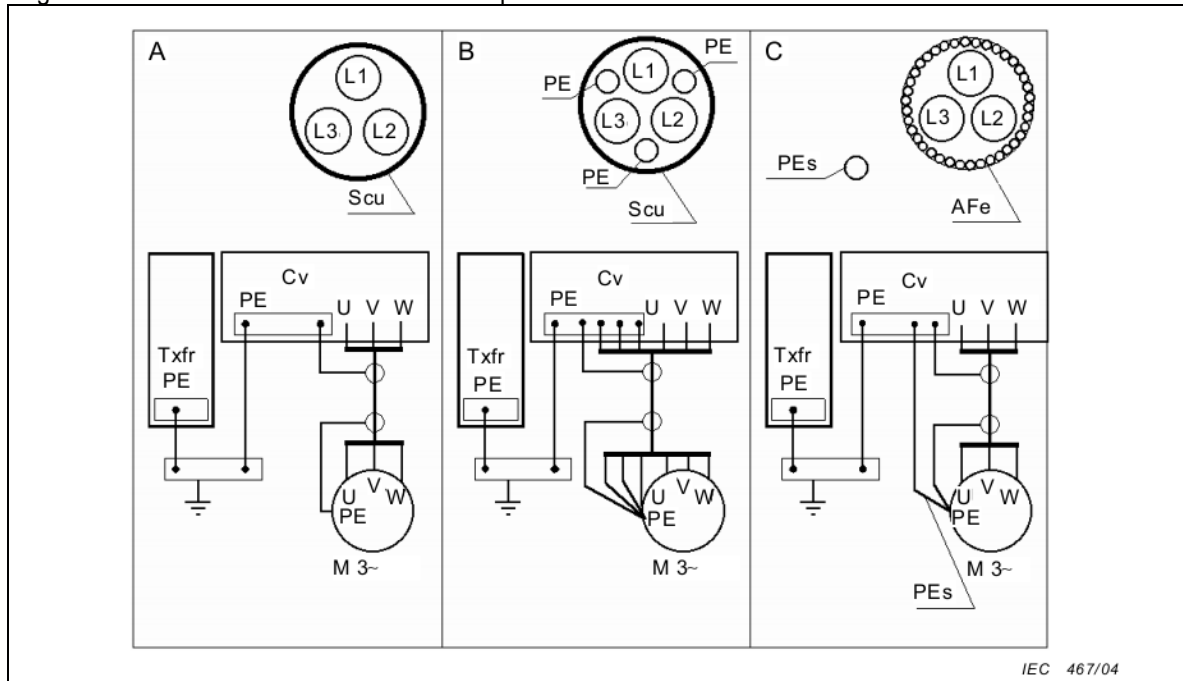 A
L1
L3
L2
Scu
Cv
PE
U V W
Txfr
PE
U V W
PE
M 3~
B
PE
PE
L1
L3
L2
PE
Scu
Cv
PE
U V W
Txfr
PE
U V W
PE
M 3~
C
L1
L3
L2
PEs
AFe
Cv
PE
U V W
Txfr
PE
U V W
PE
M 3~
PEs
IEC 467/04